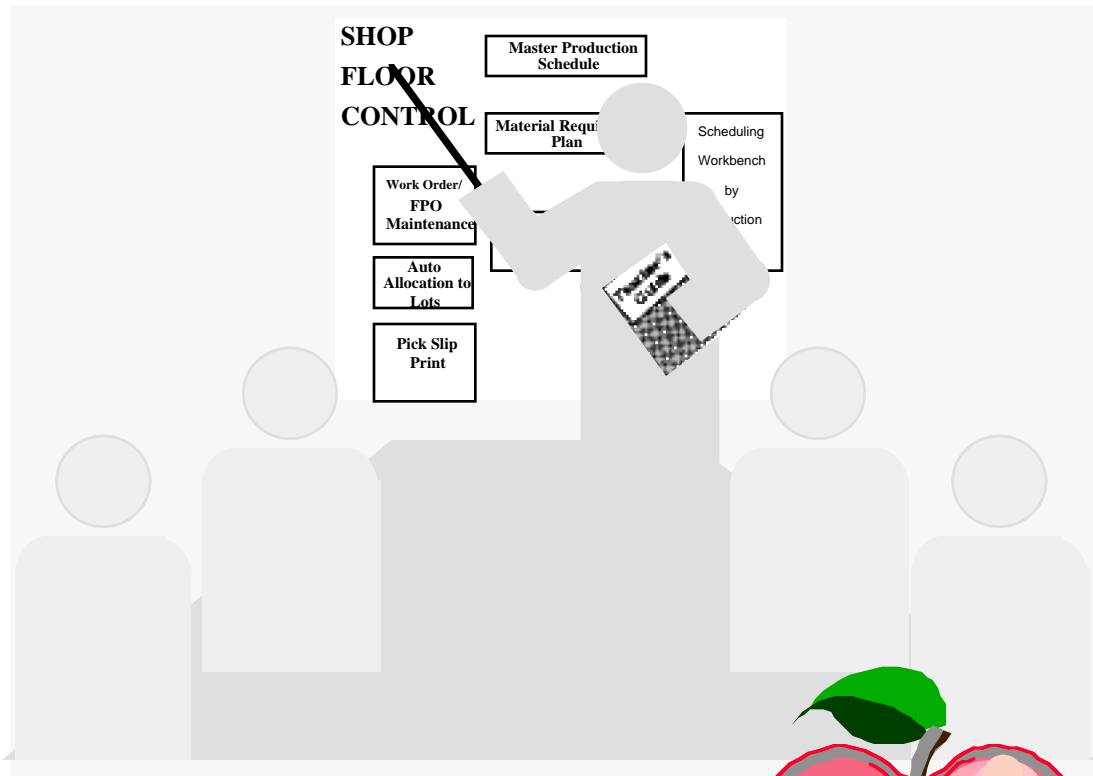 SHOP
FLOOR
CONTROL
Master Production
Schedule
Material
Plan
Scheduling
Workbench
by
Work Order/
FPO
Maintenance
Auto
Allocation to
Lots
Pick Slip
Print